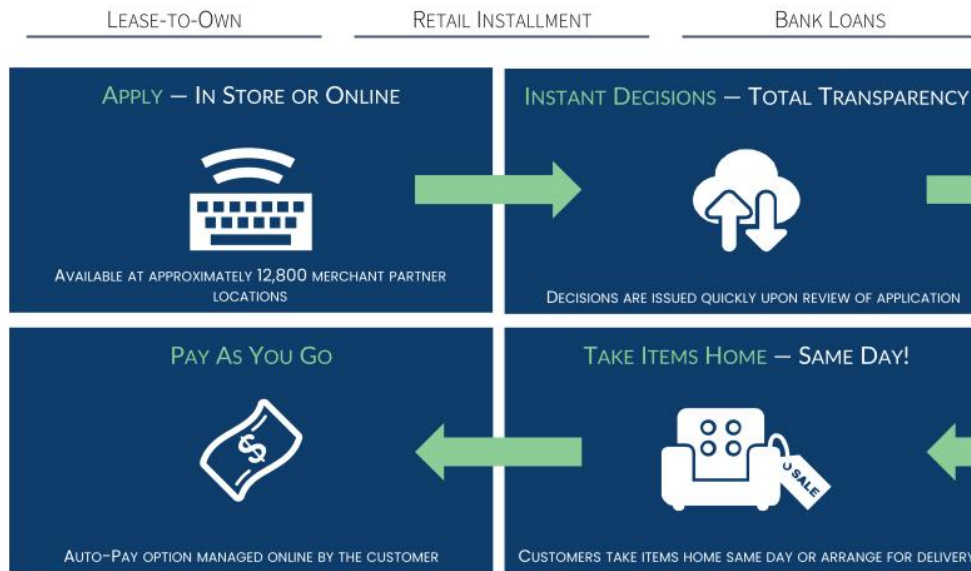 LEASE-TO-OWN
RETAIL INSTALLMENT
BANK LOANS
APPLY – IN STORE OR ONLINE
AVAILABLE AT APPROXIMATELY 12,800 MERCHANT PARTNER
LOCATIONS
INSTANT DECISIONS – TOTAL TRANSPARENCY
DECISIONS ARE ISSUED QUICKLY UPON REVIEW OF APPLICATION
PAY AS YOU GO
$
AUTO-PAY OPTION MANAGED ONLINE BY THE CUSTOMER
TAKE ITEMS HOME – SAME DAY!
SALE
CUSTOMERS TAKE ITEMS HOME SAME DAY OR ARRANGE FOR DELIVERY